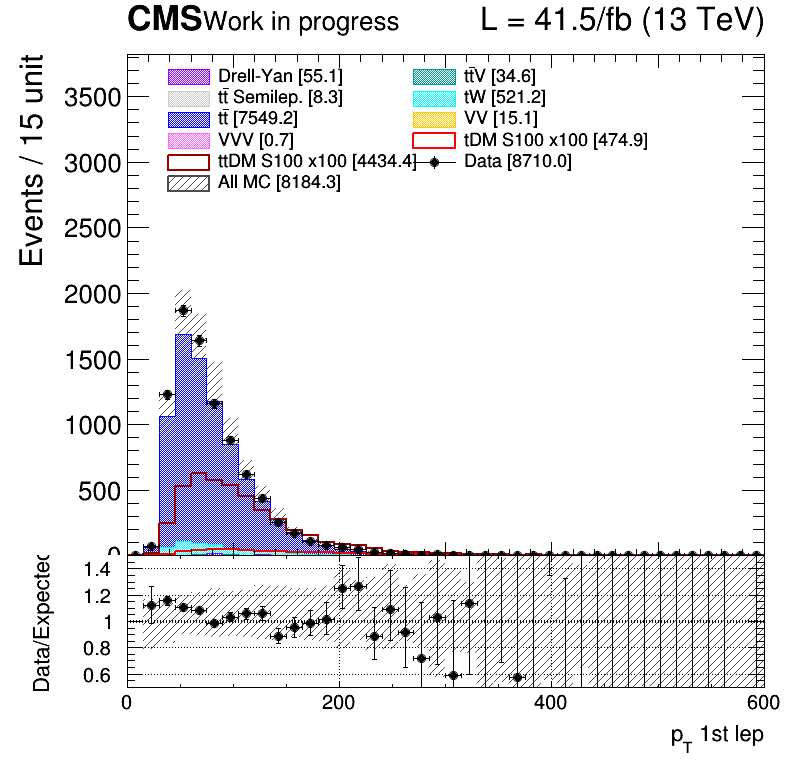 CMS Work in progress L = 41.5/fb (13 TeV)
Events / 15 unit
3500
3000
2500
2000
1500
1000
500
0
Drell-Yan [55.1] tt̄V [34.6]
tt̄ Semilep. [8.3] tW [521.2]
tt̄ [7549.2] VV [15.1]
VVV [0.7] tDM S100 x100 [474.9]
ttDM S100 x100 [4434.4] Data [8710.0]
All MC [8184.3]
Data/Expected
1.4
1.2
1
0.8
0.6
0 200 400 600
p_T 1st lep